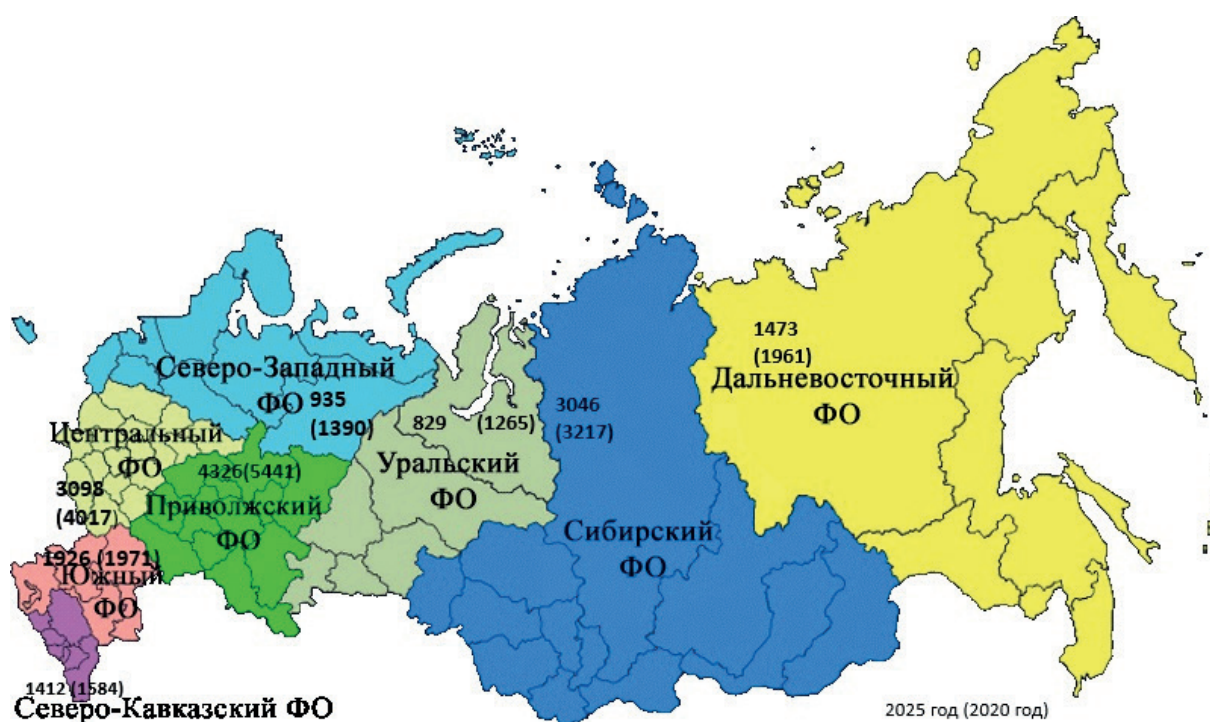 Северо-Западный
ФО 935
(1390)
Центральный
ФО
3098
(4017)
4326(5441)
Приволжский
ФО
1926 (1971)
Южный
ФО
1412 (1584)
Северо-Кавказский ФО
829 (1265)
Уральский
ФО
3046
(3217)
Сибирский
ФО
1473
(1961)
Дальневосточный
ФО
2025 год (2020 год)